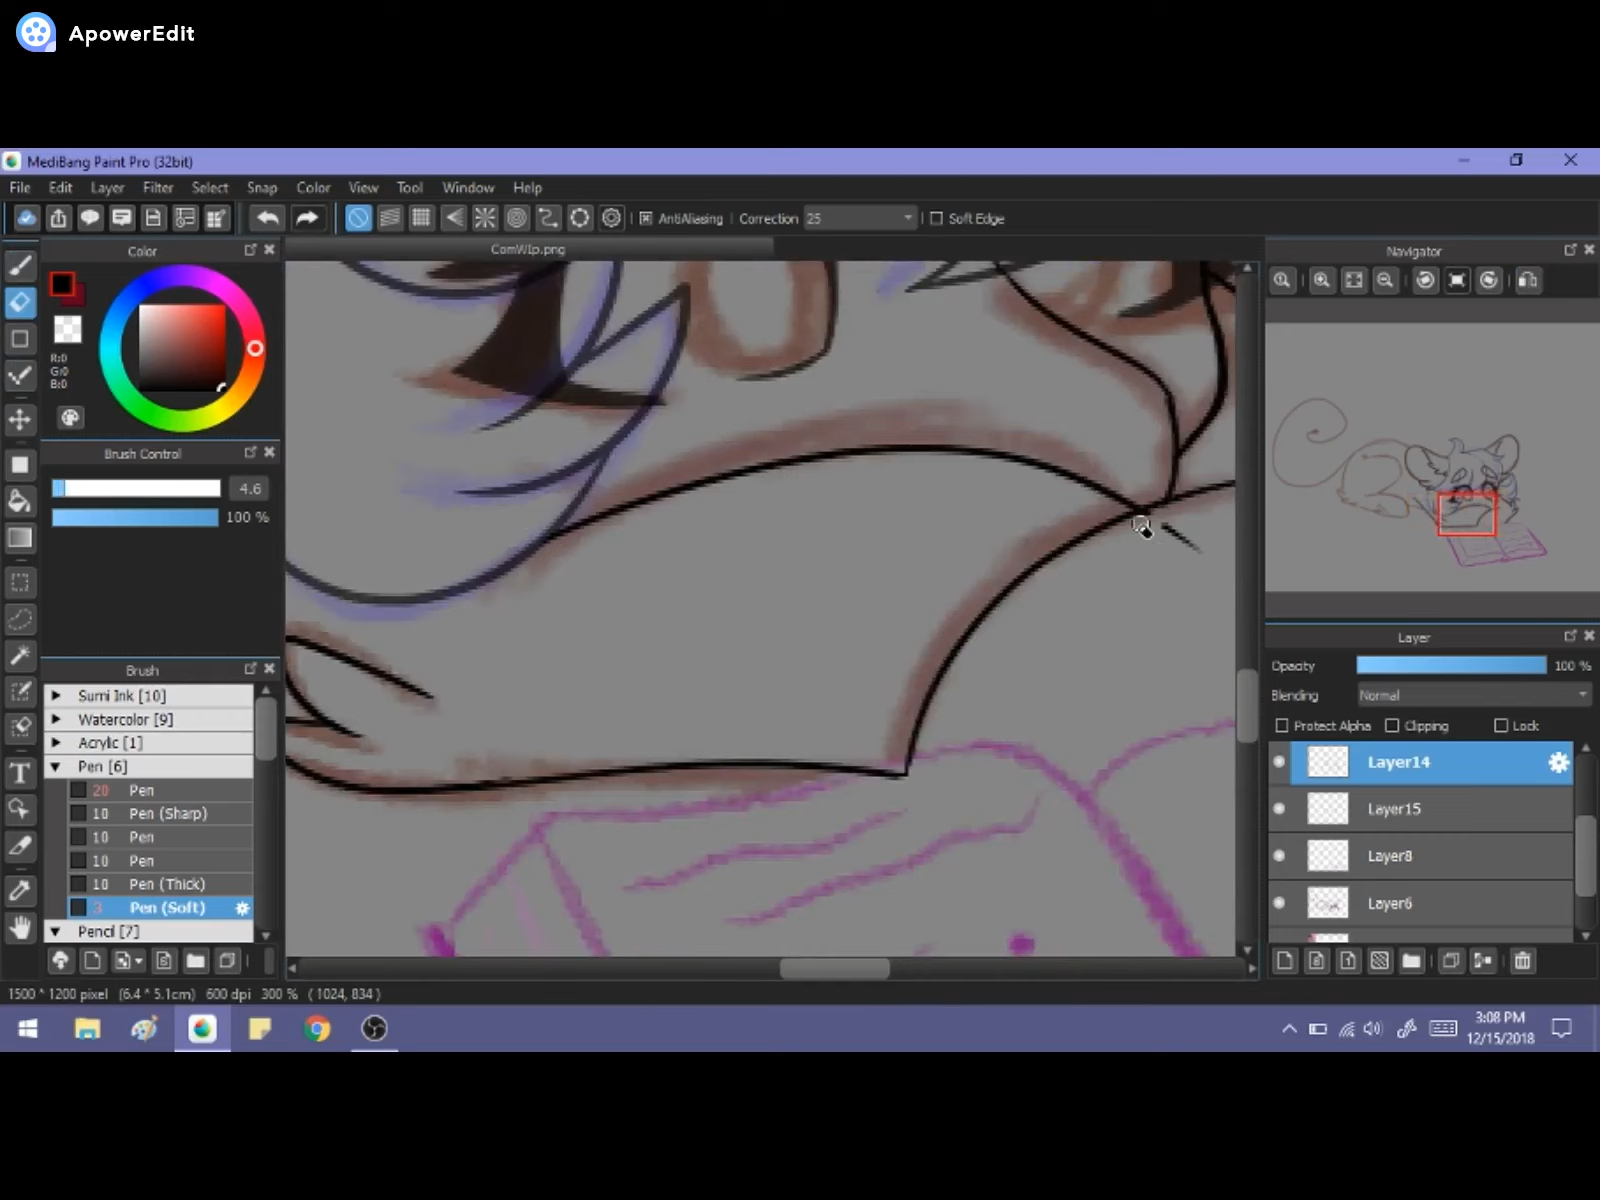 ApowerEdit
MediBang Paint Pro (32bit)
File Edit Layer Filter Select Snap Color View Tool Window Help
AntiAliasing Correction 25 Soft Edge
Color
ComWIp.png
Navigator
R:0
G:0
B:0
Brush Control
4.6
100 %
Brush
Sumi Ink [10]
Watercolor [9]
Acrylic [1]
Pen [6]
20 Pen
10 Pen (Sharp)
10 Pen
10 Pen
10 Pen (Thick)
3 Pen (Soft)
Pencil [7]
Layer
Opacity 100 %
Blending Normal
Protect Alpha Clipping Lock
Layer14
Layer15
Layer8
Layer6
1500 * 1200 pixel (6.4 * 5.1cm) 600 dpi 300 % ( 1024, 834 )
3:08 PM
12/15/2018